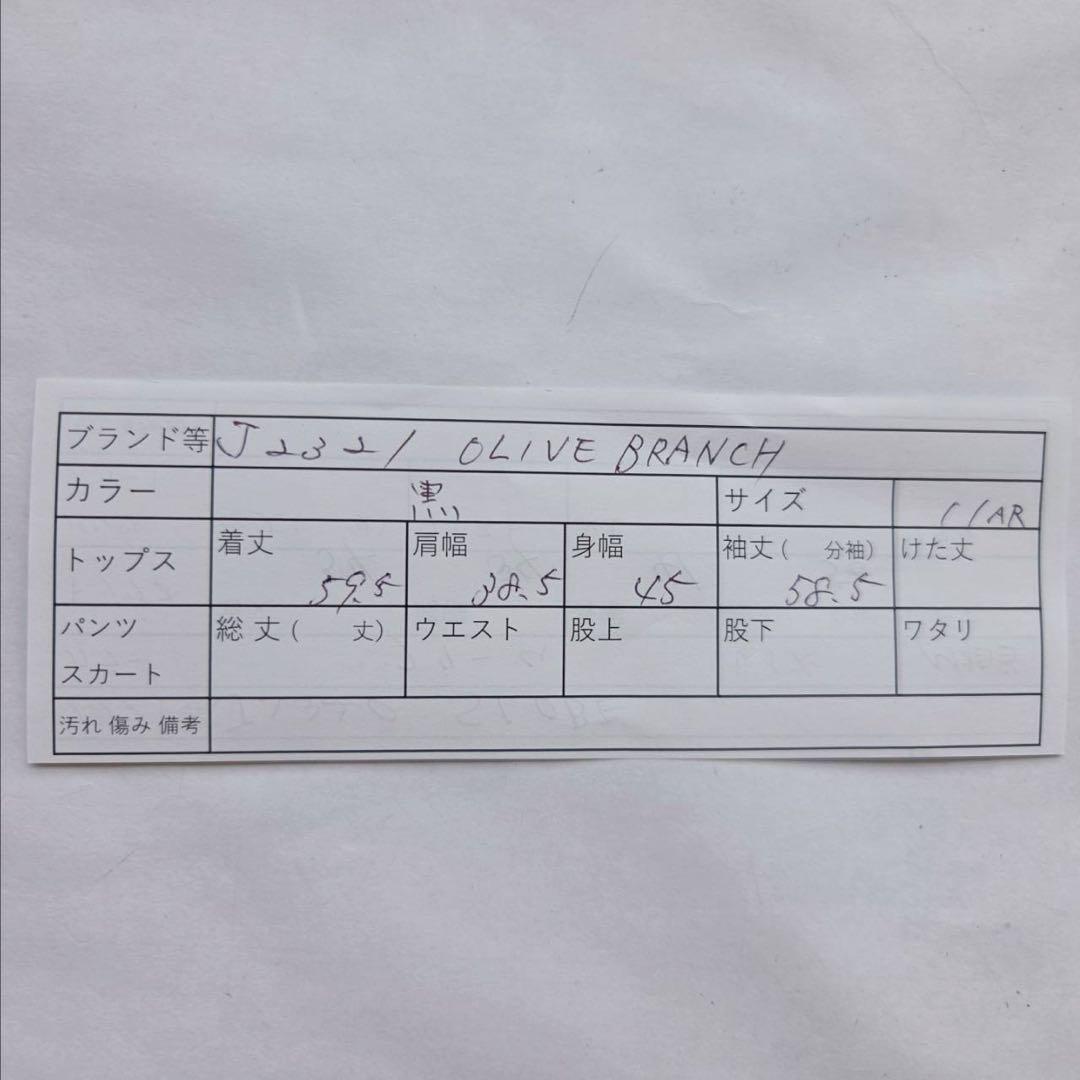 ブランド等 J2321 OLIVE BRANCH
カラー 黒 サイズ 11AR
トップス 着丈 59.5 肩幅 38.5 身幅 45 袖丈( 分袖) 58.5 けた丈
パンツ スカート 総丈( 丈) ウエスト 股上 股下 ワタリ
汚れ 傷み 備考